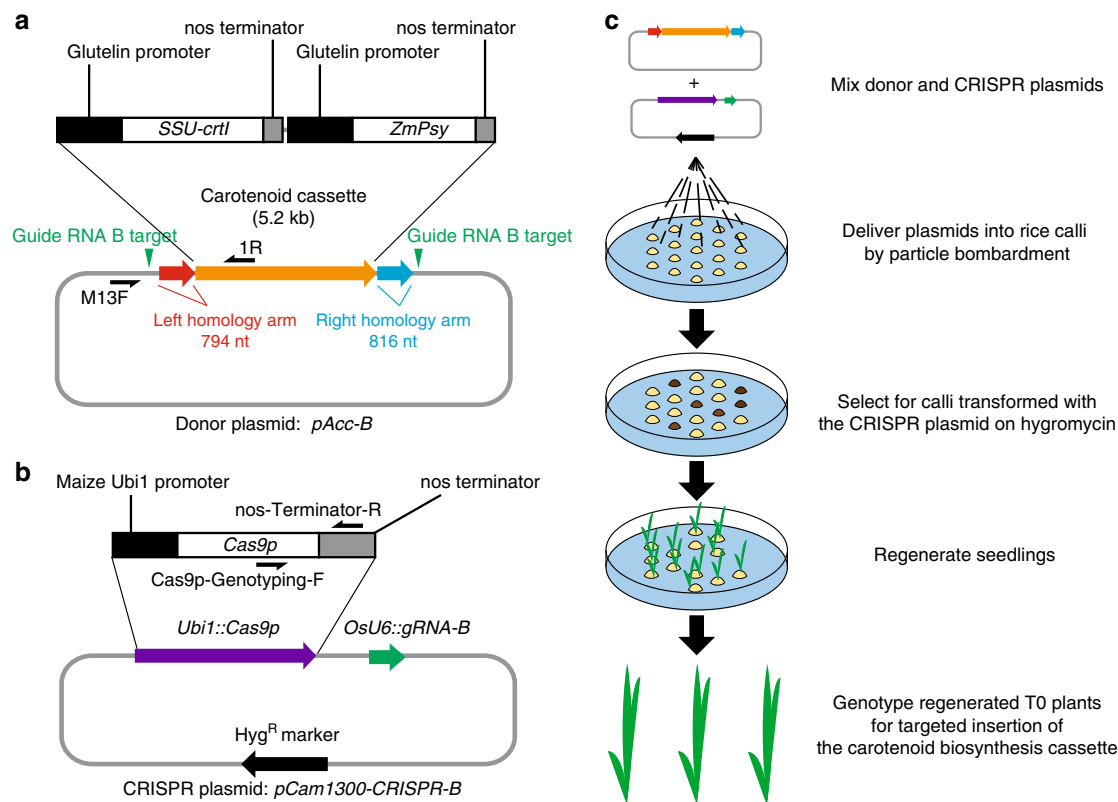 a
nos terminator
nos terminator
Glutelin promoter
Glutelin promoter
SSU-crtI
ZmPsy
Carotenoid cassette
(5.2 kb)
Guide RNA B target
1R
Guide RNA B target
M13F
Left homology arm
794 nt
Right homology arm
816 nt
Donor plasmid: pAcc-B
b
Maize Ubi1 promoter
nos terminator
nos-Terminator-R
Cas9p
Cas9p-Genotyping-F
Ubi1::Cas9p
OsU6::gRNA-B
HygR marker
CRISPR plasmid: pCam1300-CRISPR-B
c
+
Mix donor and CRISPR plasmids
Deliver plasmids into rice calli
by particle bombardment
Select for calli transformed with
the CRISPR plasmid on hygromycin
Regenerate seedlings
Genotype regenerated T0 plants
for targeted insertion of
the carotenoid biosynthesis cassette